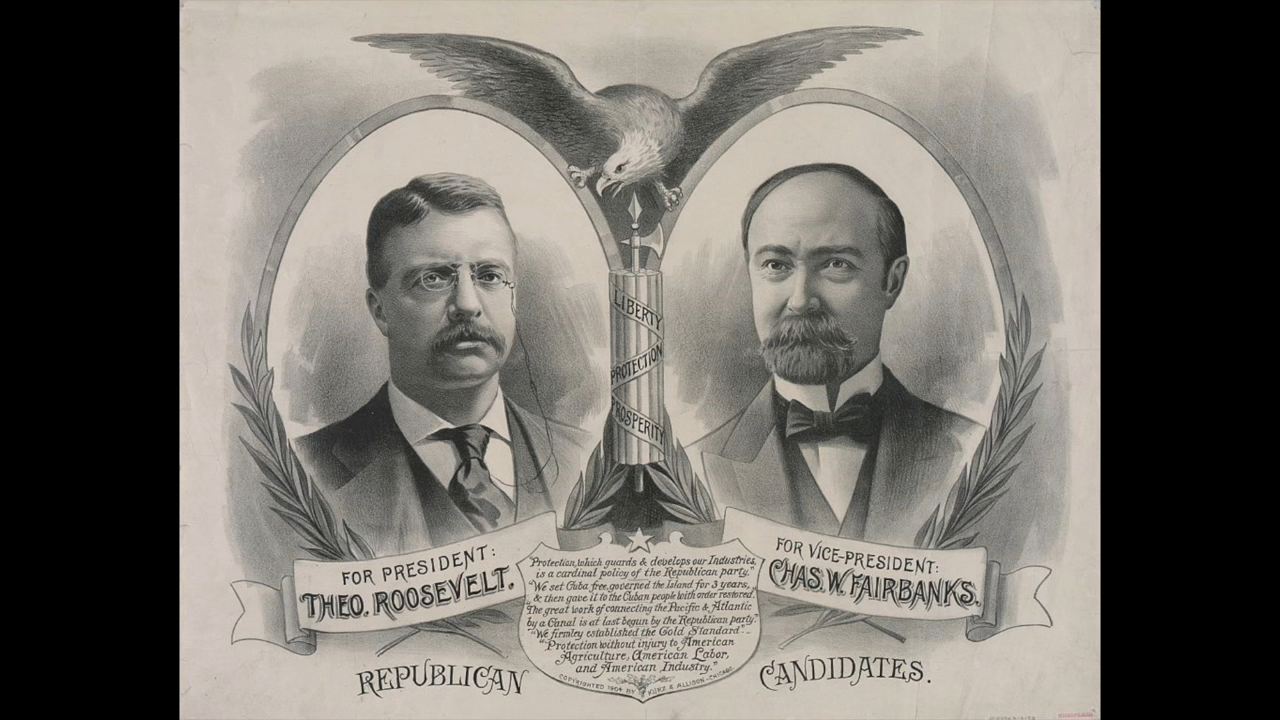 LIBERTY
PROTECTION
PROSPERITY
FOR PRESIDENT:
THEO. ROOSEVELT.
FOR VICE-PRESIDENT:
CHAS. W. FAIRBANKS.
"Protection, which guards & develops our Industries,
is a cardinal policy of the Republican party."
"We set Cuba free, governed the Island for 3 years,
& then gave it to the Cuban people with order restored.
"The great work of connecting the Pacific & Atlantic
by a Canal is at last begun by the Republican party."
"We firmley established the Gold Standard".–
"Protection without injury to American
Agriculture, American Labor,
and American Industry."
COPYRIGHTED 1904 BY KURZ & ALLISON-CHICAGO.
REPUBLICAN CANDIDATES.